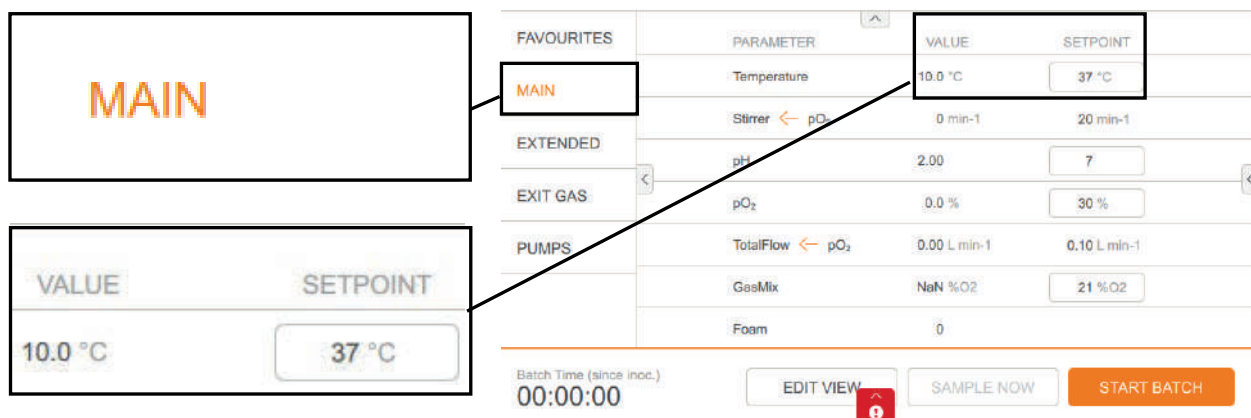 MAIN
VALUE SETPOINT
10.0 °C 37 °C
FAVOURITES
MAIN
EXTENDED
EXIT GAS
PUMPS
PARAMETER VALUE SETPOINT
Temperature 10.0 °C 37 °C
Stirrer ← pO₂ 0 min-1 20 min-1
pH 2.00 7
pO₂ 0.0 % 30 %
TotalFlow ← pO₂ 0.00 L min-1 0.10 L min-1
GasMix NaN %O2 21 %O2
Foam 0
Batch Time (since inoc.)
00:00:00
EDIT VIEW SAMPLE NOW START BATCH